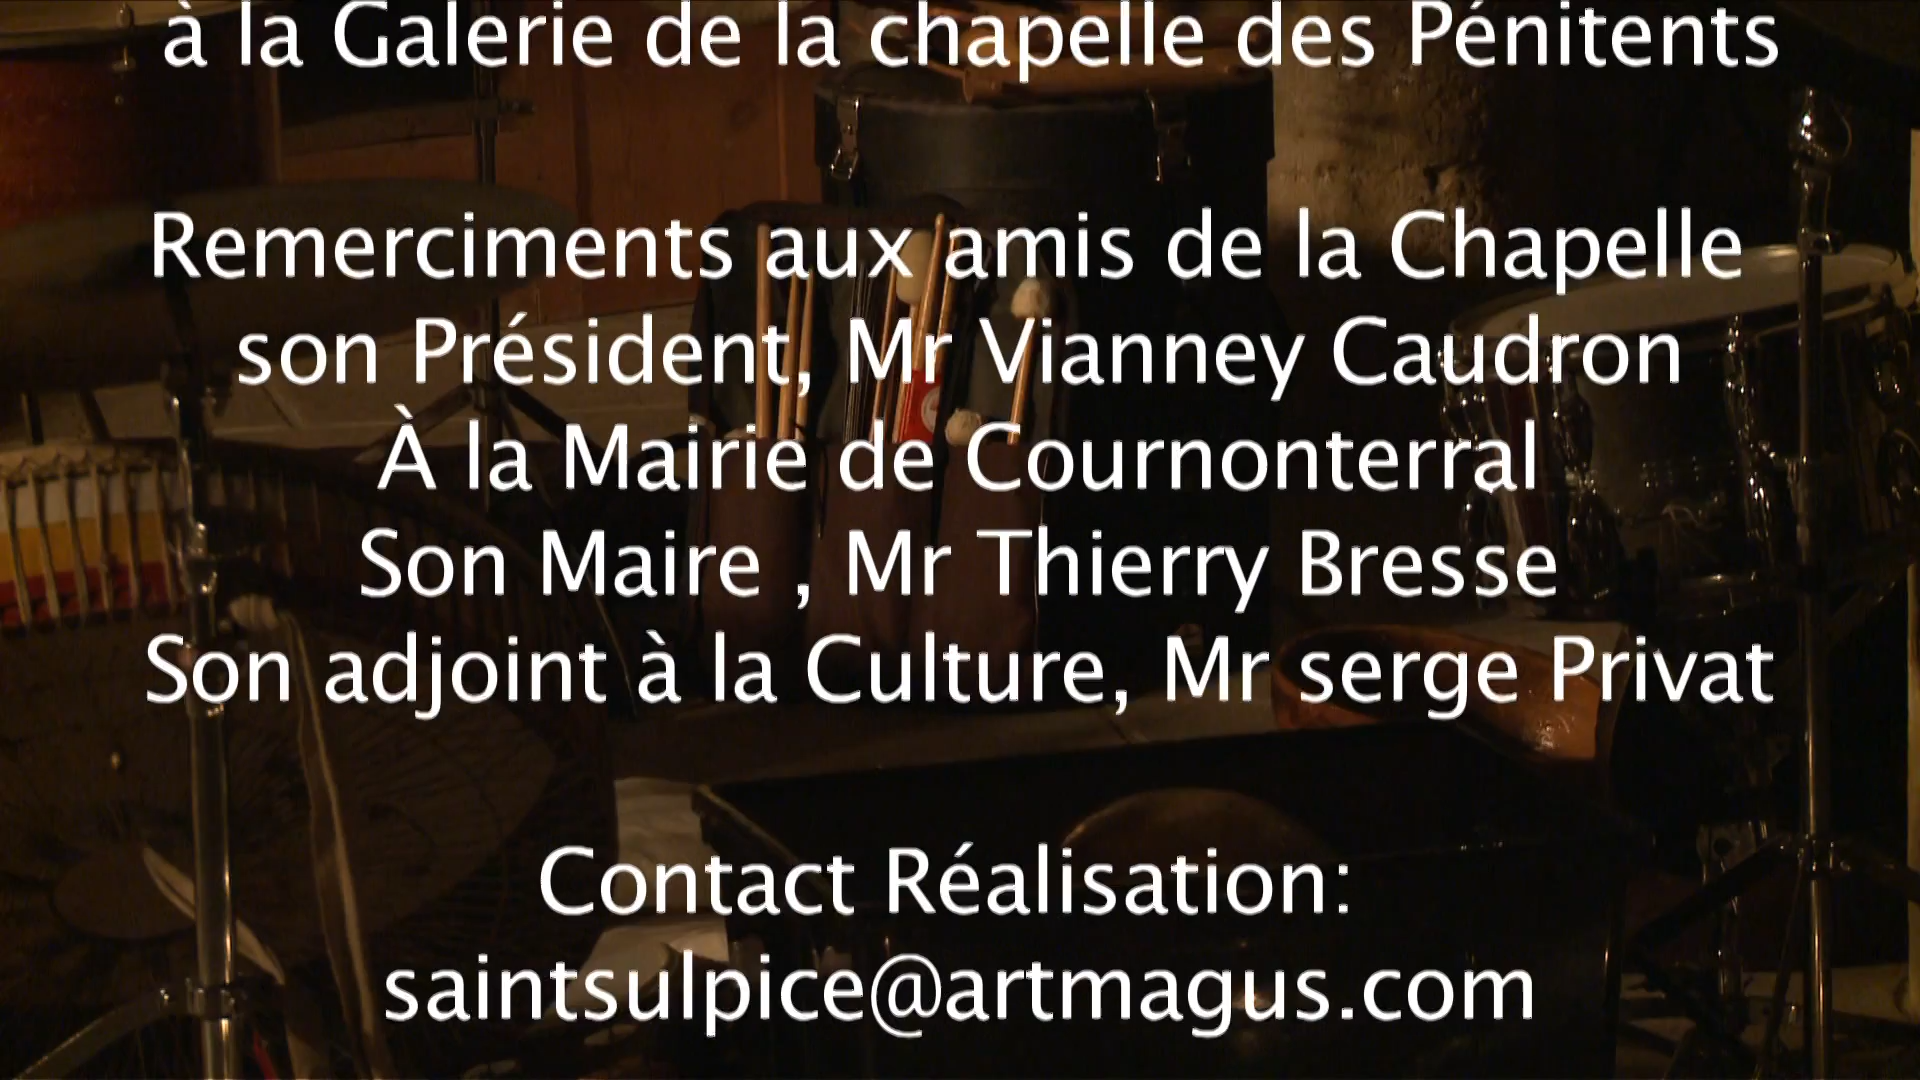 à la Galerie de la chapelle des Pénitents
Remerciments aux amis de la Chapelle
son Président, Mr Vianney Caudron
À la Mairie de Cournonterral
Son Maire , Mr Thierry Bresse
Son adjoint à la Culture, Mr serge Privat
Contact Réalisation:
saintsulpice@artmagus.com